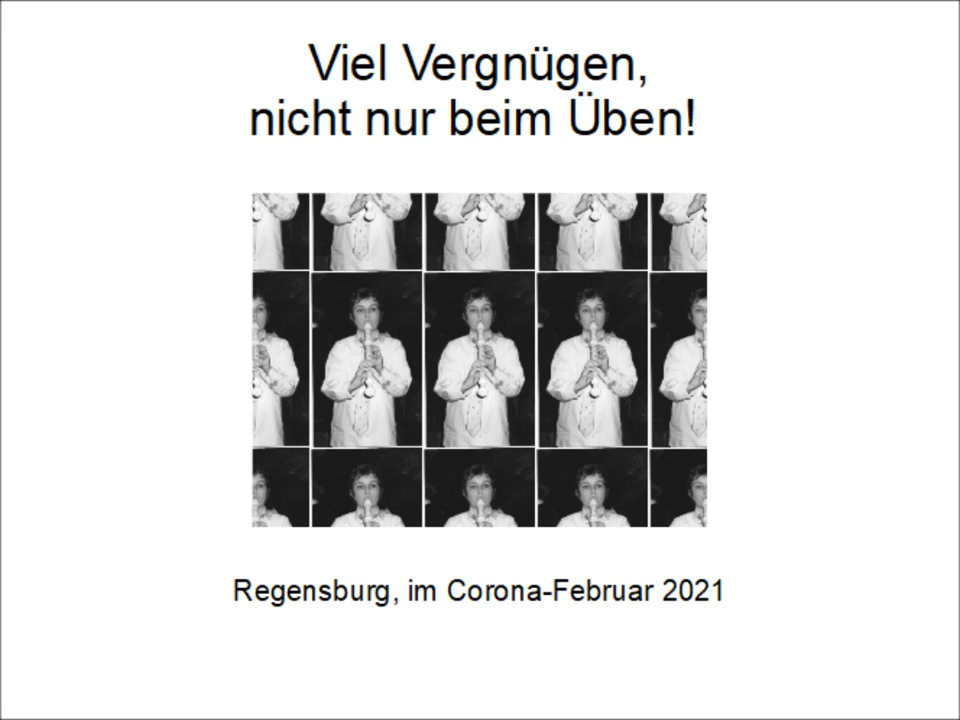 Viel Vergnügen,
nicht nur beim Üben!
Regensburg, im Corona-Februar 2021